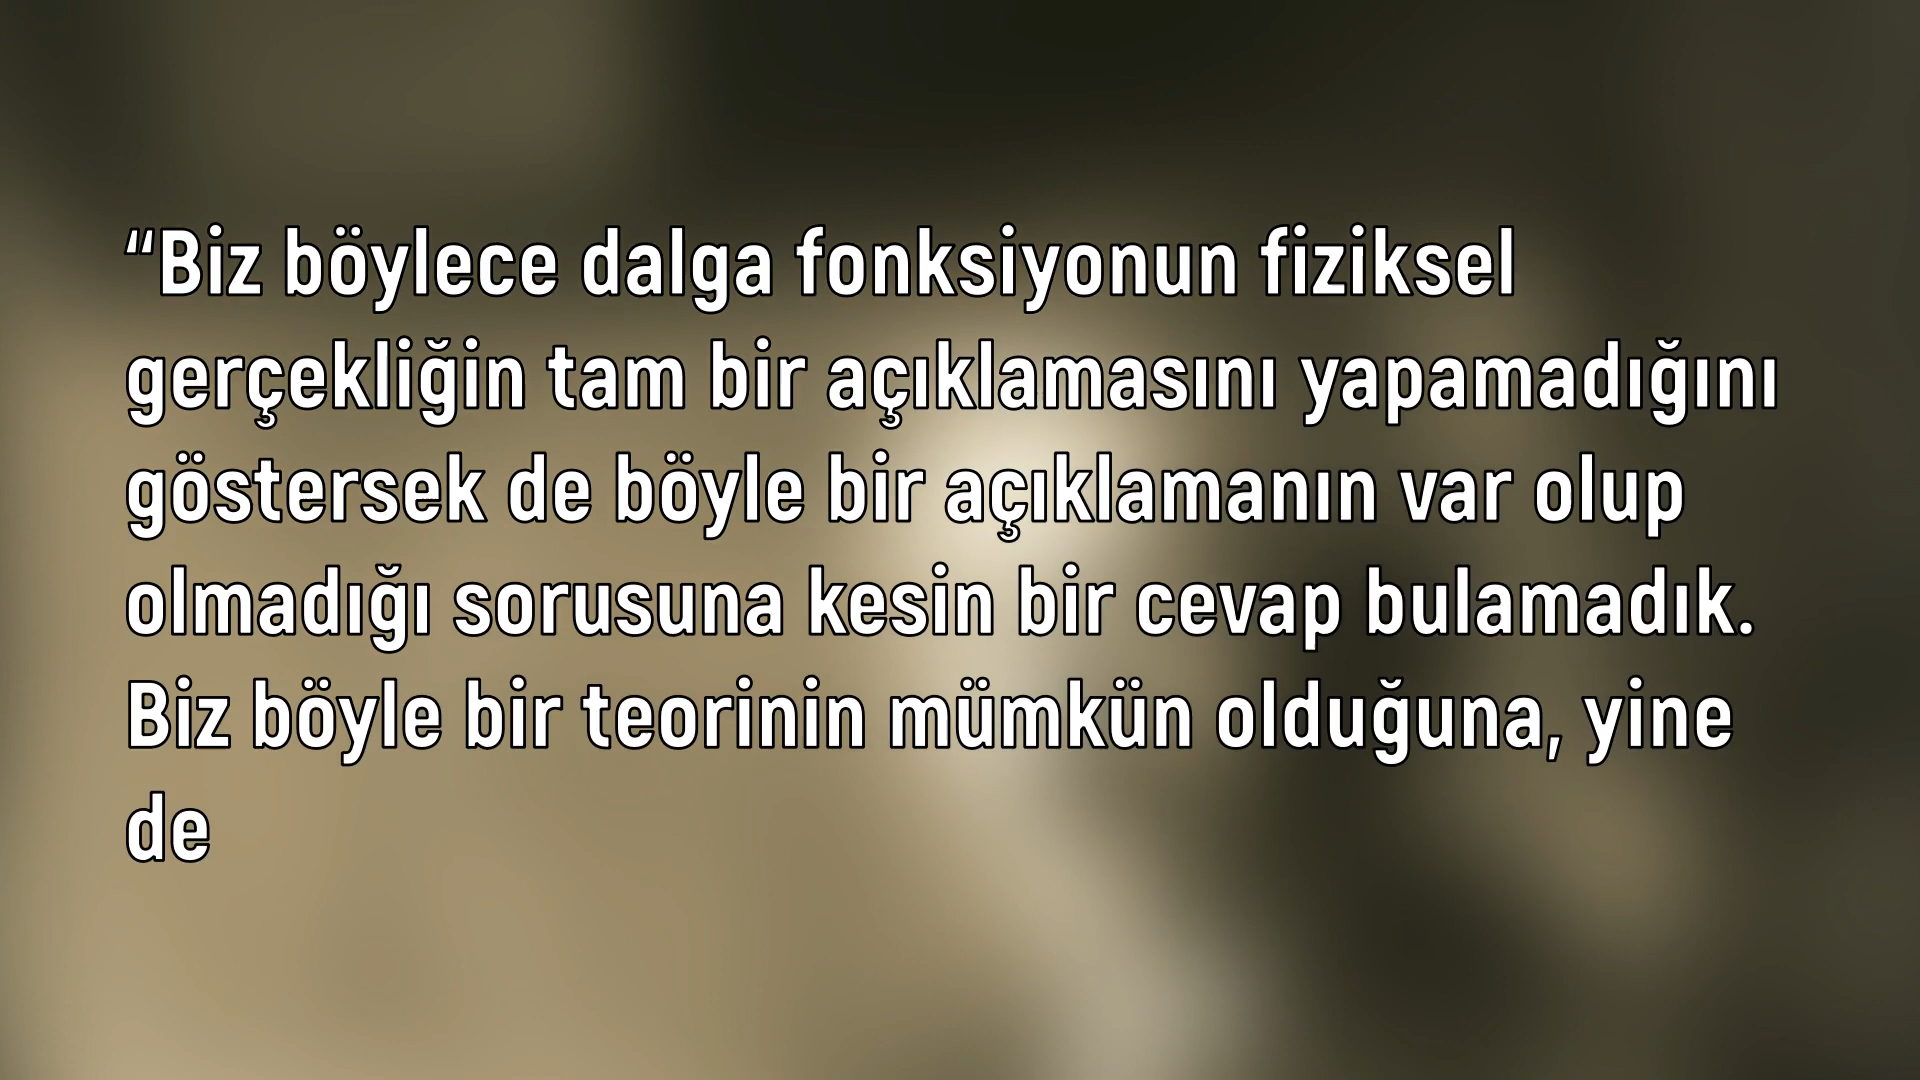 “Biz böylece dalga fonksiyonun fiziksel
gerçekliğin tam bir açıklamasını yapamadığını
göstersek de böyle bir açıklamanın var olup
olmadığı sorusuna kesin bir cevap bulamadık.
Biz böyle bir teorinin mümkün olduğuna, yine
de